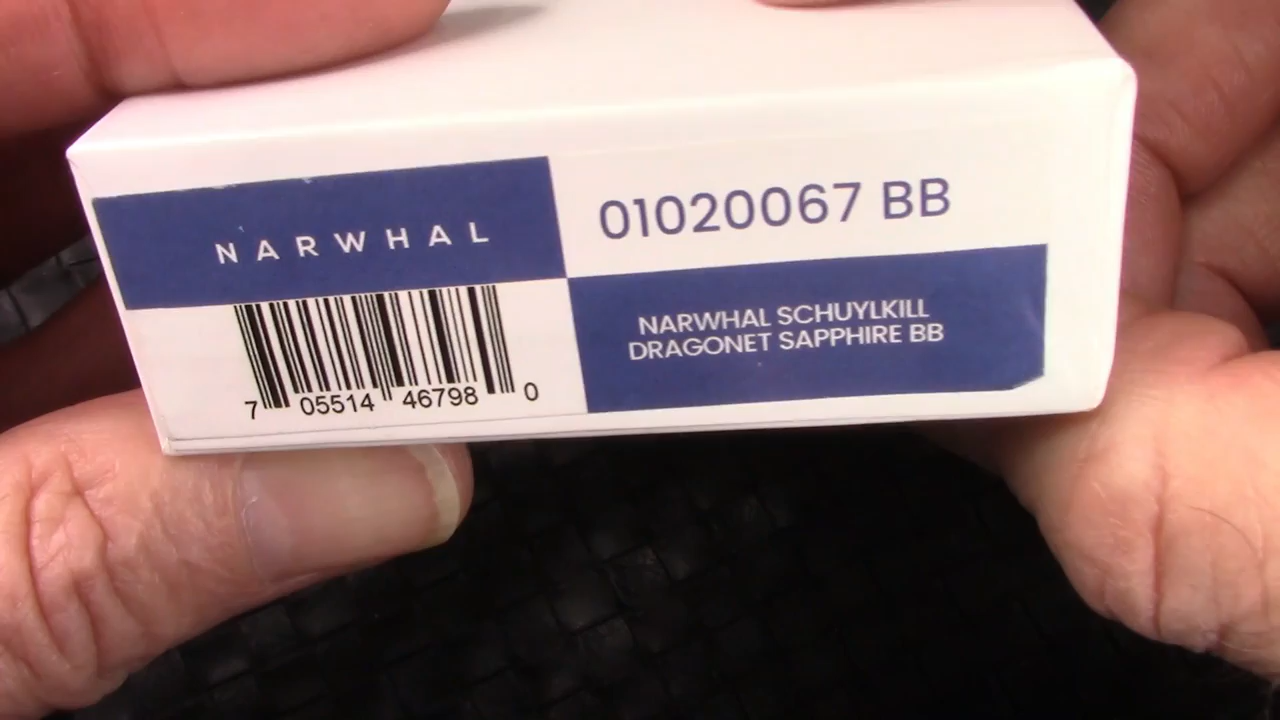 NARWHAL
01020067 BB
NARWHAL SCHUYLKILL
DRAGONET SAPPHIRE BB
7 05514 46798 0